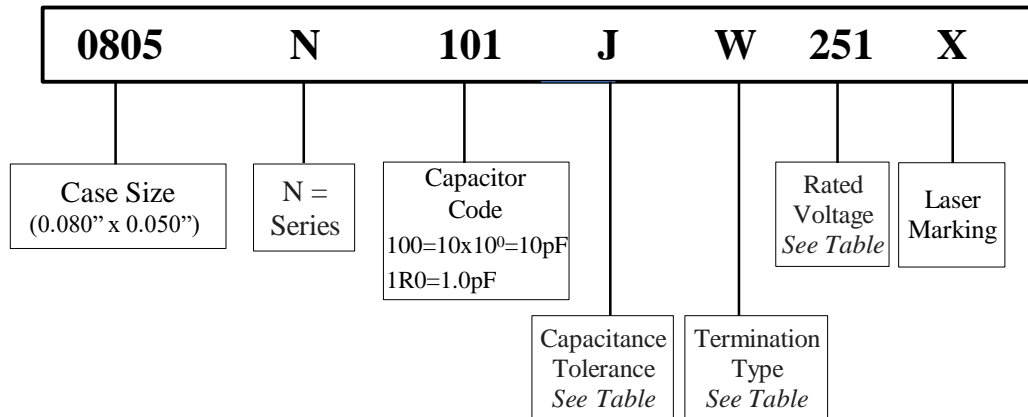 0805 N 101 J W 251 X
Case Size
(0.080” x 0.050”)
N =
Series
Capacitor
Code
100=10x10⁰=10pF
1R0=1.0pF
Rated
Voltage
See Table
Laser
Marking
Capacitance
Tolerance
See Table
Termination
Type
See Table